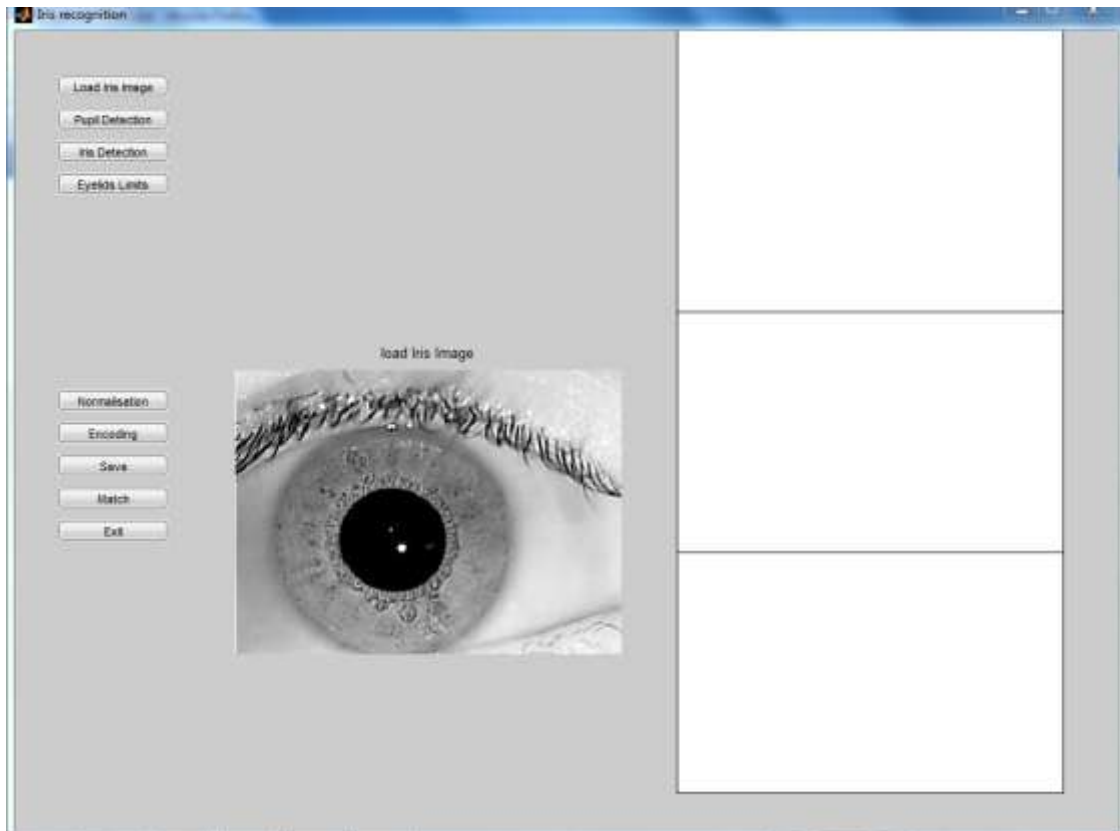 Iris recognition
Load Iris Image
Pupil Detection
Iris Detection
Eyelids Limits
load Iris Image
Normalisation
Encoding
Save
Match
Exit